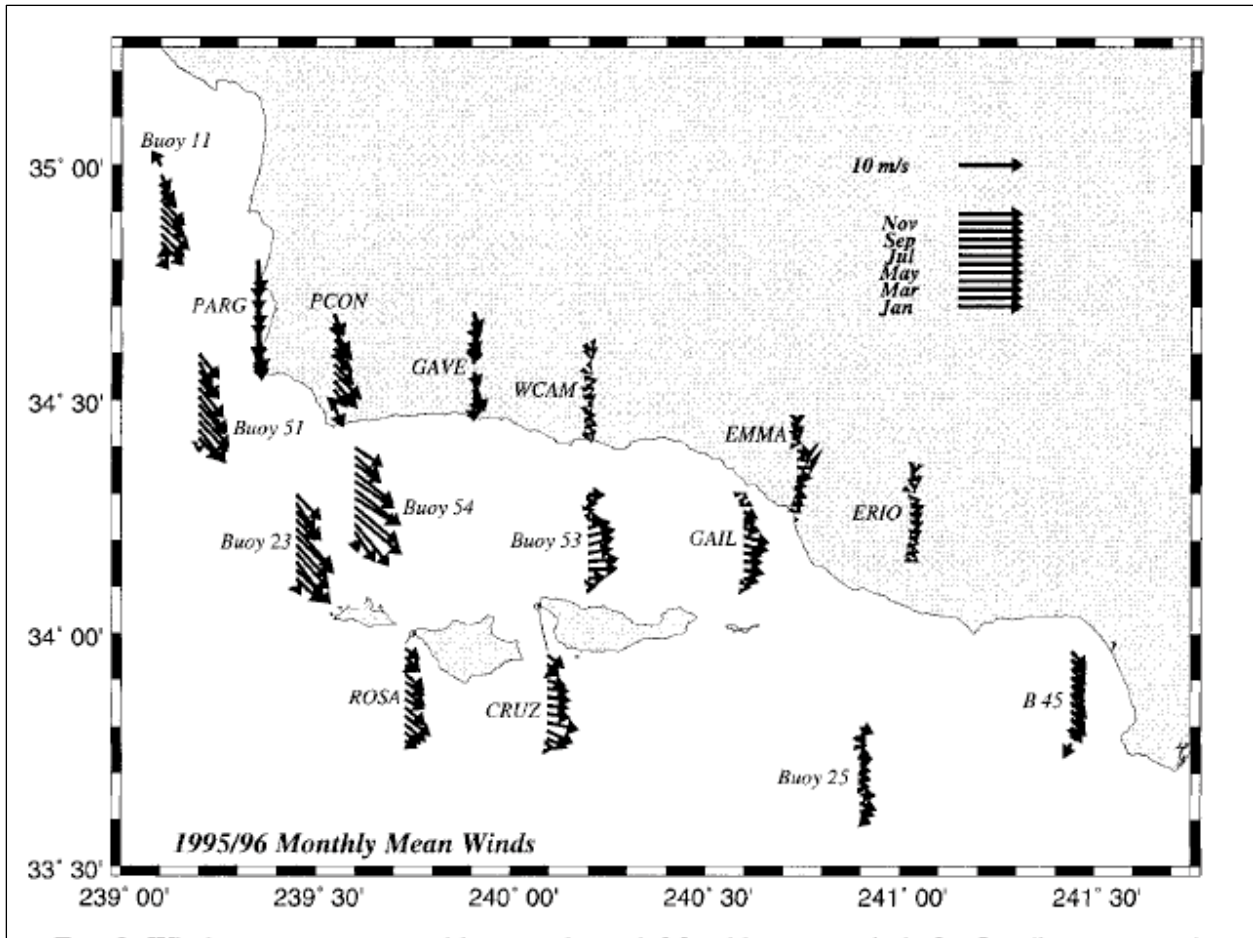 Buoy 11
35° 00'
10 m/s
Nov
Sep
Jul
May
Mar
Jan
PARG
PCON
GAVE
WCAM
34° 30'
Buoy 51
EMMA
Buoy 54
ERIO
Buoy 23
Buoy 53
GAIL
34° 00'
ROSA
CRUZ
B 45
Buoy 25
1995/96 Monthly Mean Winds
33° 30'
239° 00'
239° 30'
240° 00'
240° 30'
241° 00'
241° 30'